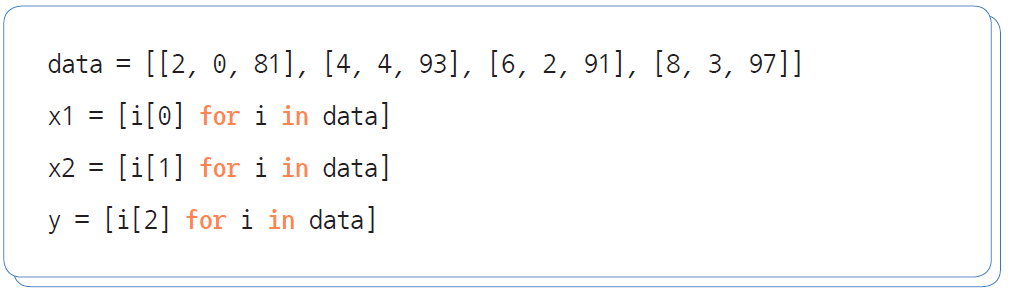 data = [[2, 0, 81], [4, 4, 93], [6, 2, 91], [8, 3, 97]]
x1 = [i[0] for i in data]
x2 = [i[1] for i in data]
y = [i[2] for i in data]